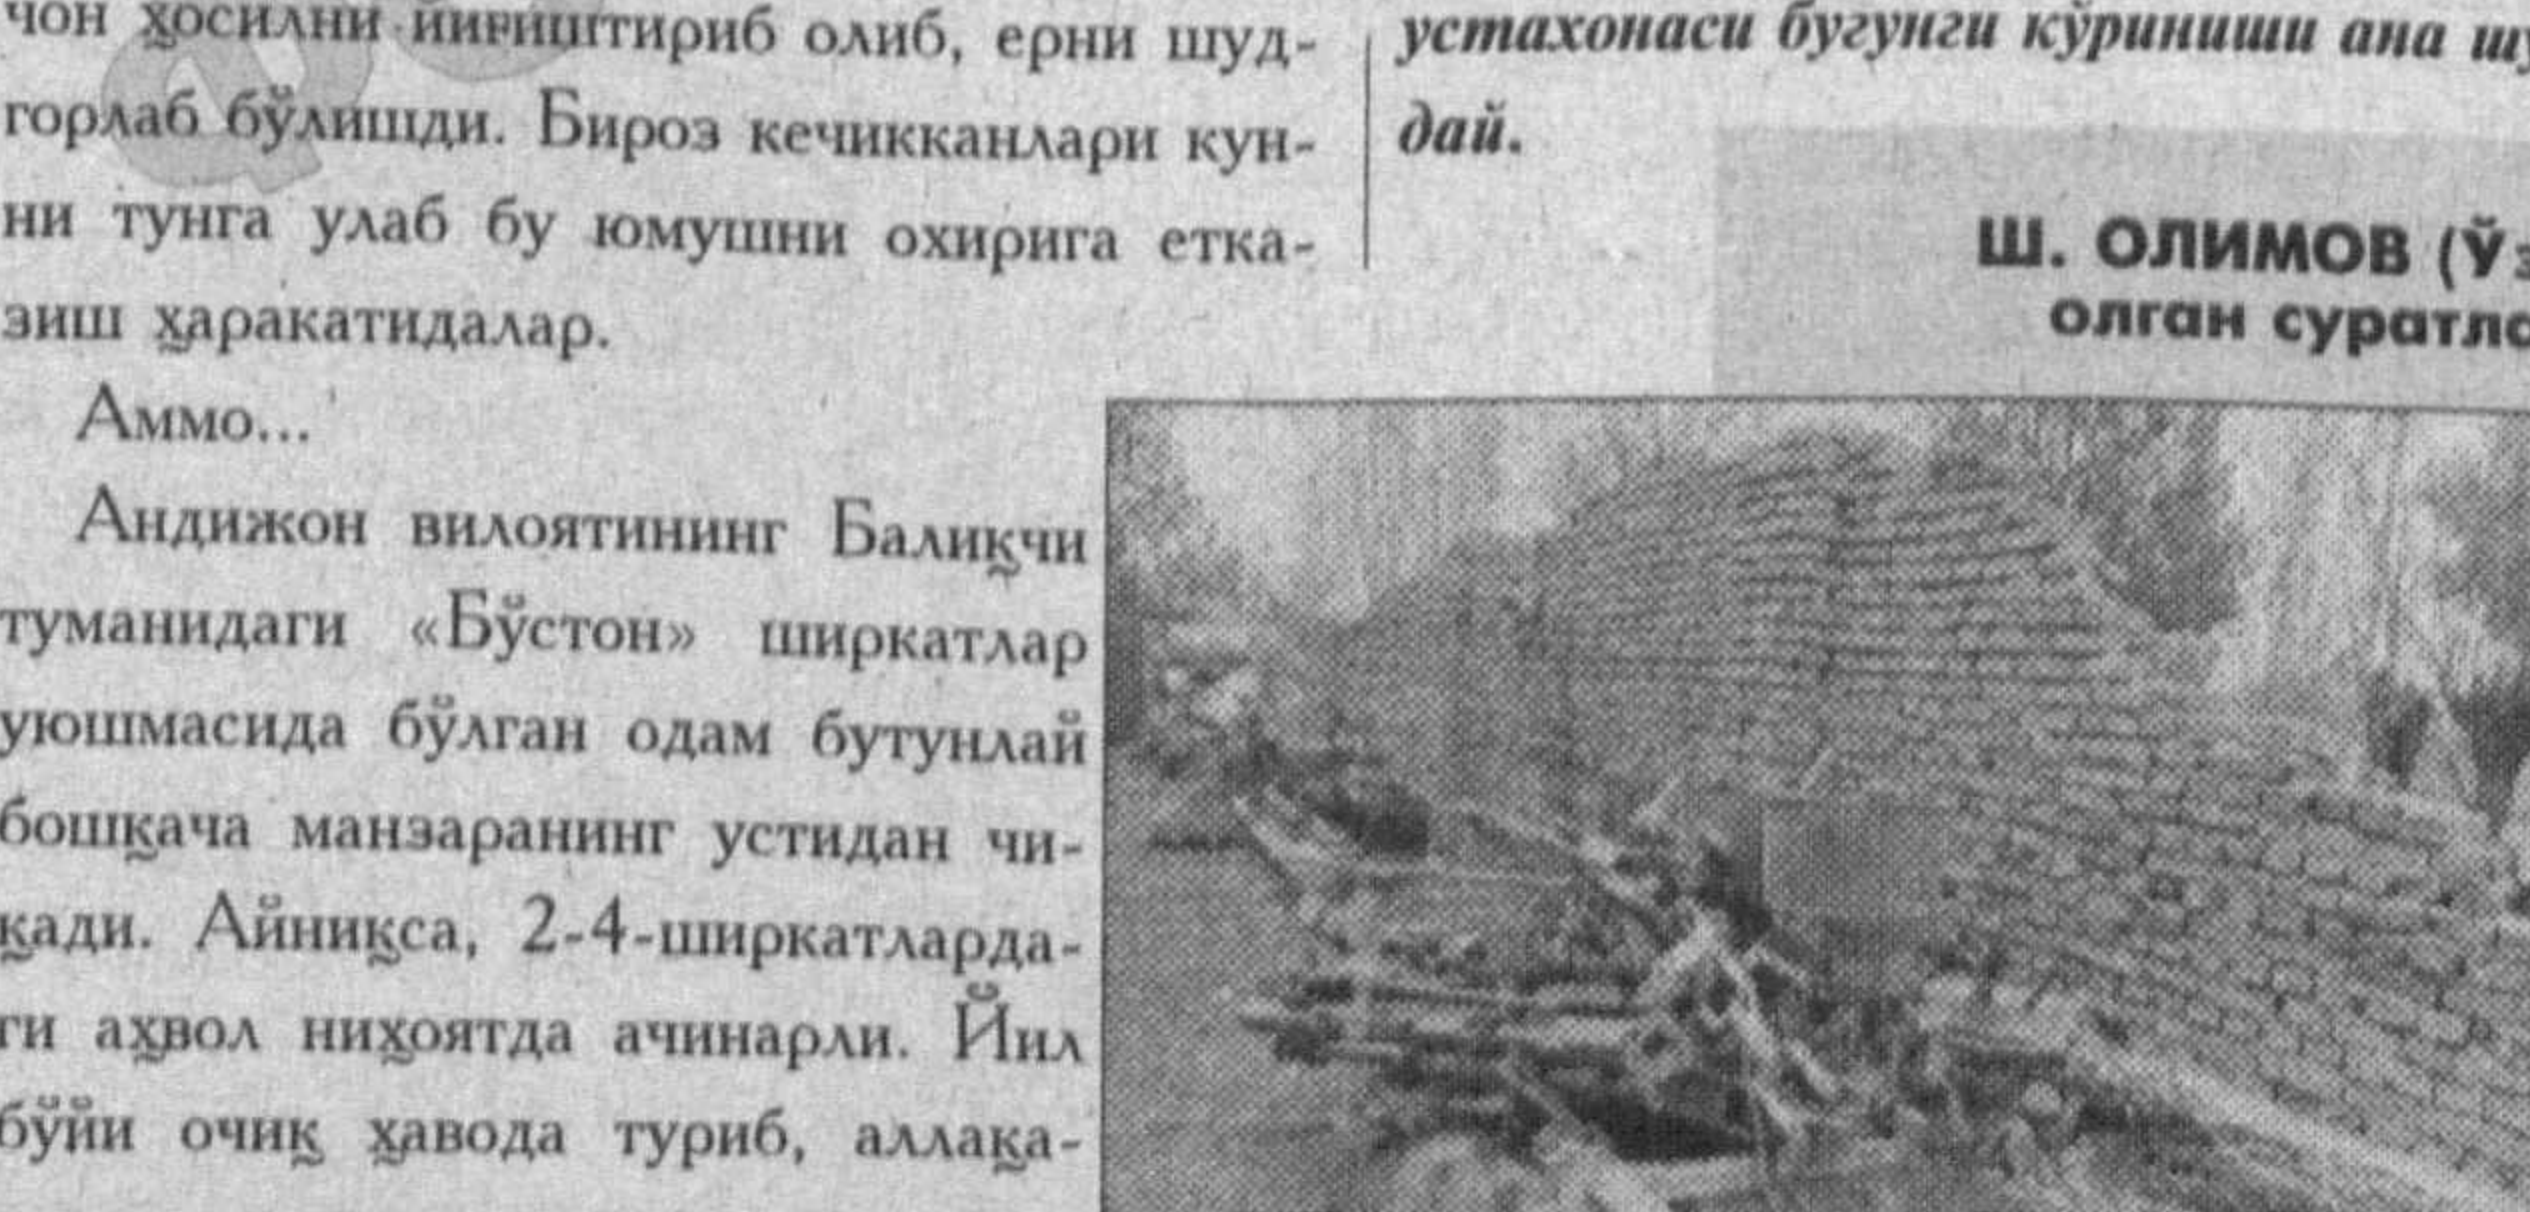 чон ҳосилни йиғиштириб олиб, ерни шуд-
горлаб бўлишди. Бироз кечикканлари кун-
ни тунга улаб бу юмушни охирига етка-
зиш ҳаракатидалар.
Аммо...
Андижон вилоятининг Балиқчи
туманидаги «Бўстон» ширкатлар
уюшмасида бўлган одам бутунлай
бошқача манзаранинг устидан чи-
қади. Айниқса, 2-4-ширкатларда-
ги аҳвол ниҳоятда ачинарли. Йил
бўйи очиқ ҳавода туриб, аллақа-
устахонаси бугунги кўриниши ана шу
дай.
Ш. ОЛИМОВ (Ўз
олган суратла